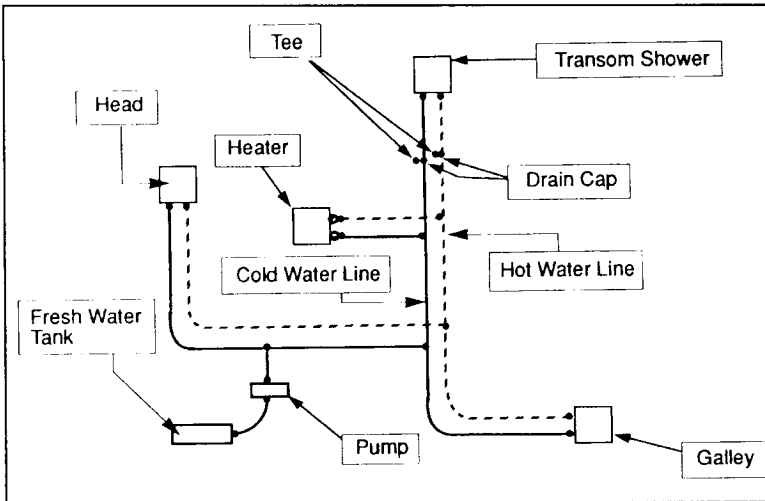 Tee
Transom Shower
Head
Heater
Drain Cap
Cold Water Line
Hot Water Line
Fresh Water
Tank
Pump
Galley